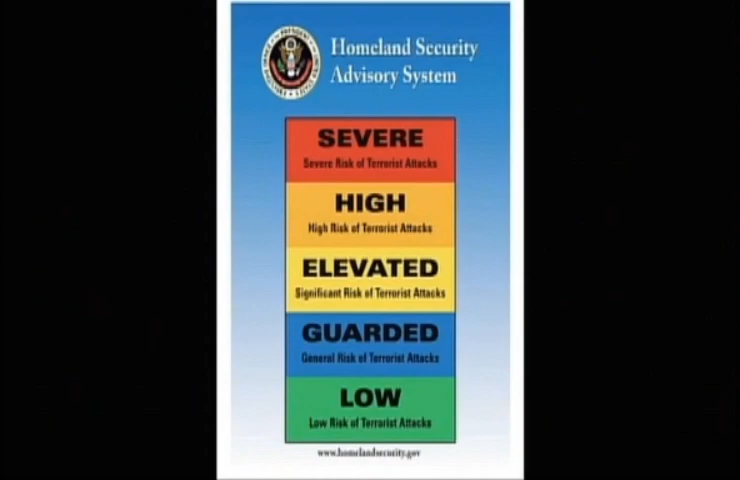 Homeland Security
Advisory System
SEVERE
Severe Risk of Terrorist Attacks
HIGH
High Risk of Terrorist Attacks
ELEVATED
Significant Risk of Terrorist Attacks
GUARDED
General Risk of Terrorist Attacks
LOW
Low Risk of Terrorist Attacks
www.homelandsecurity.gov